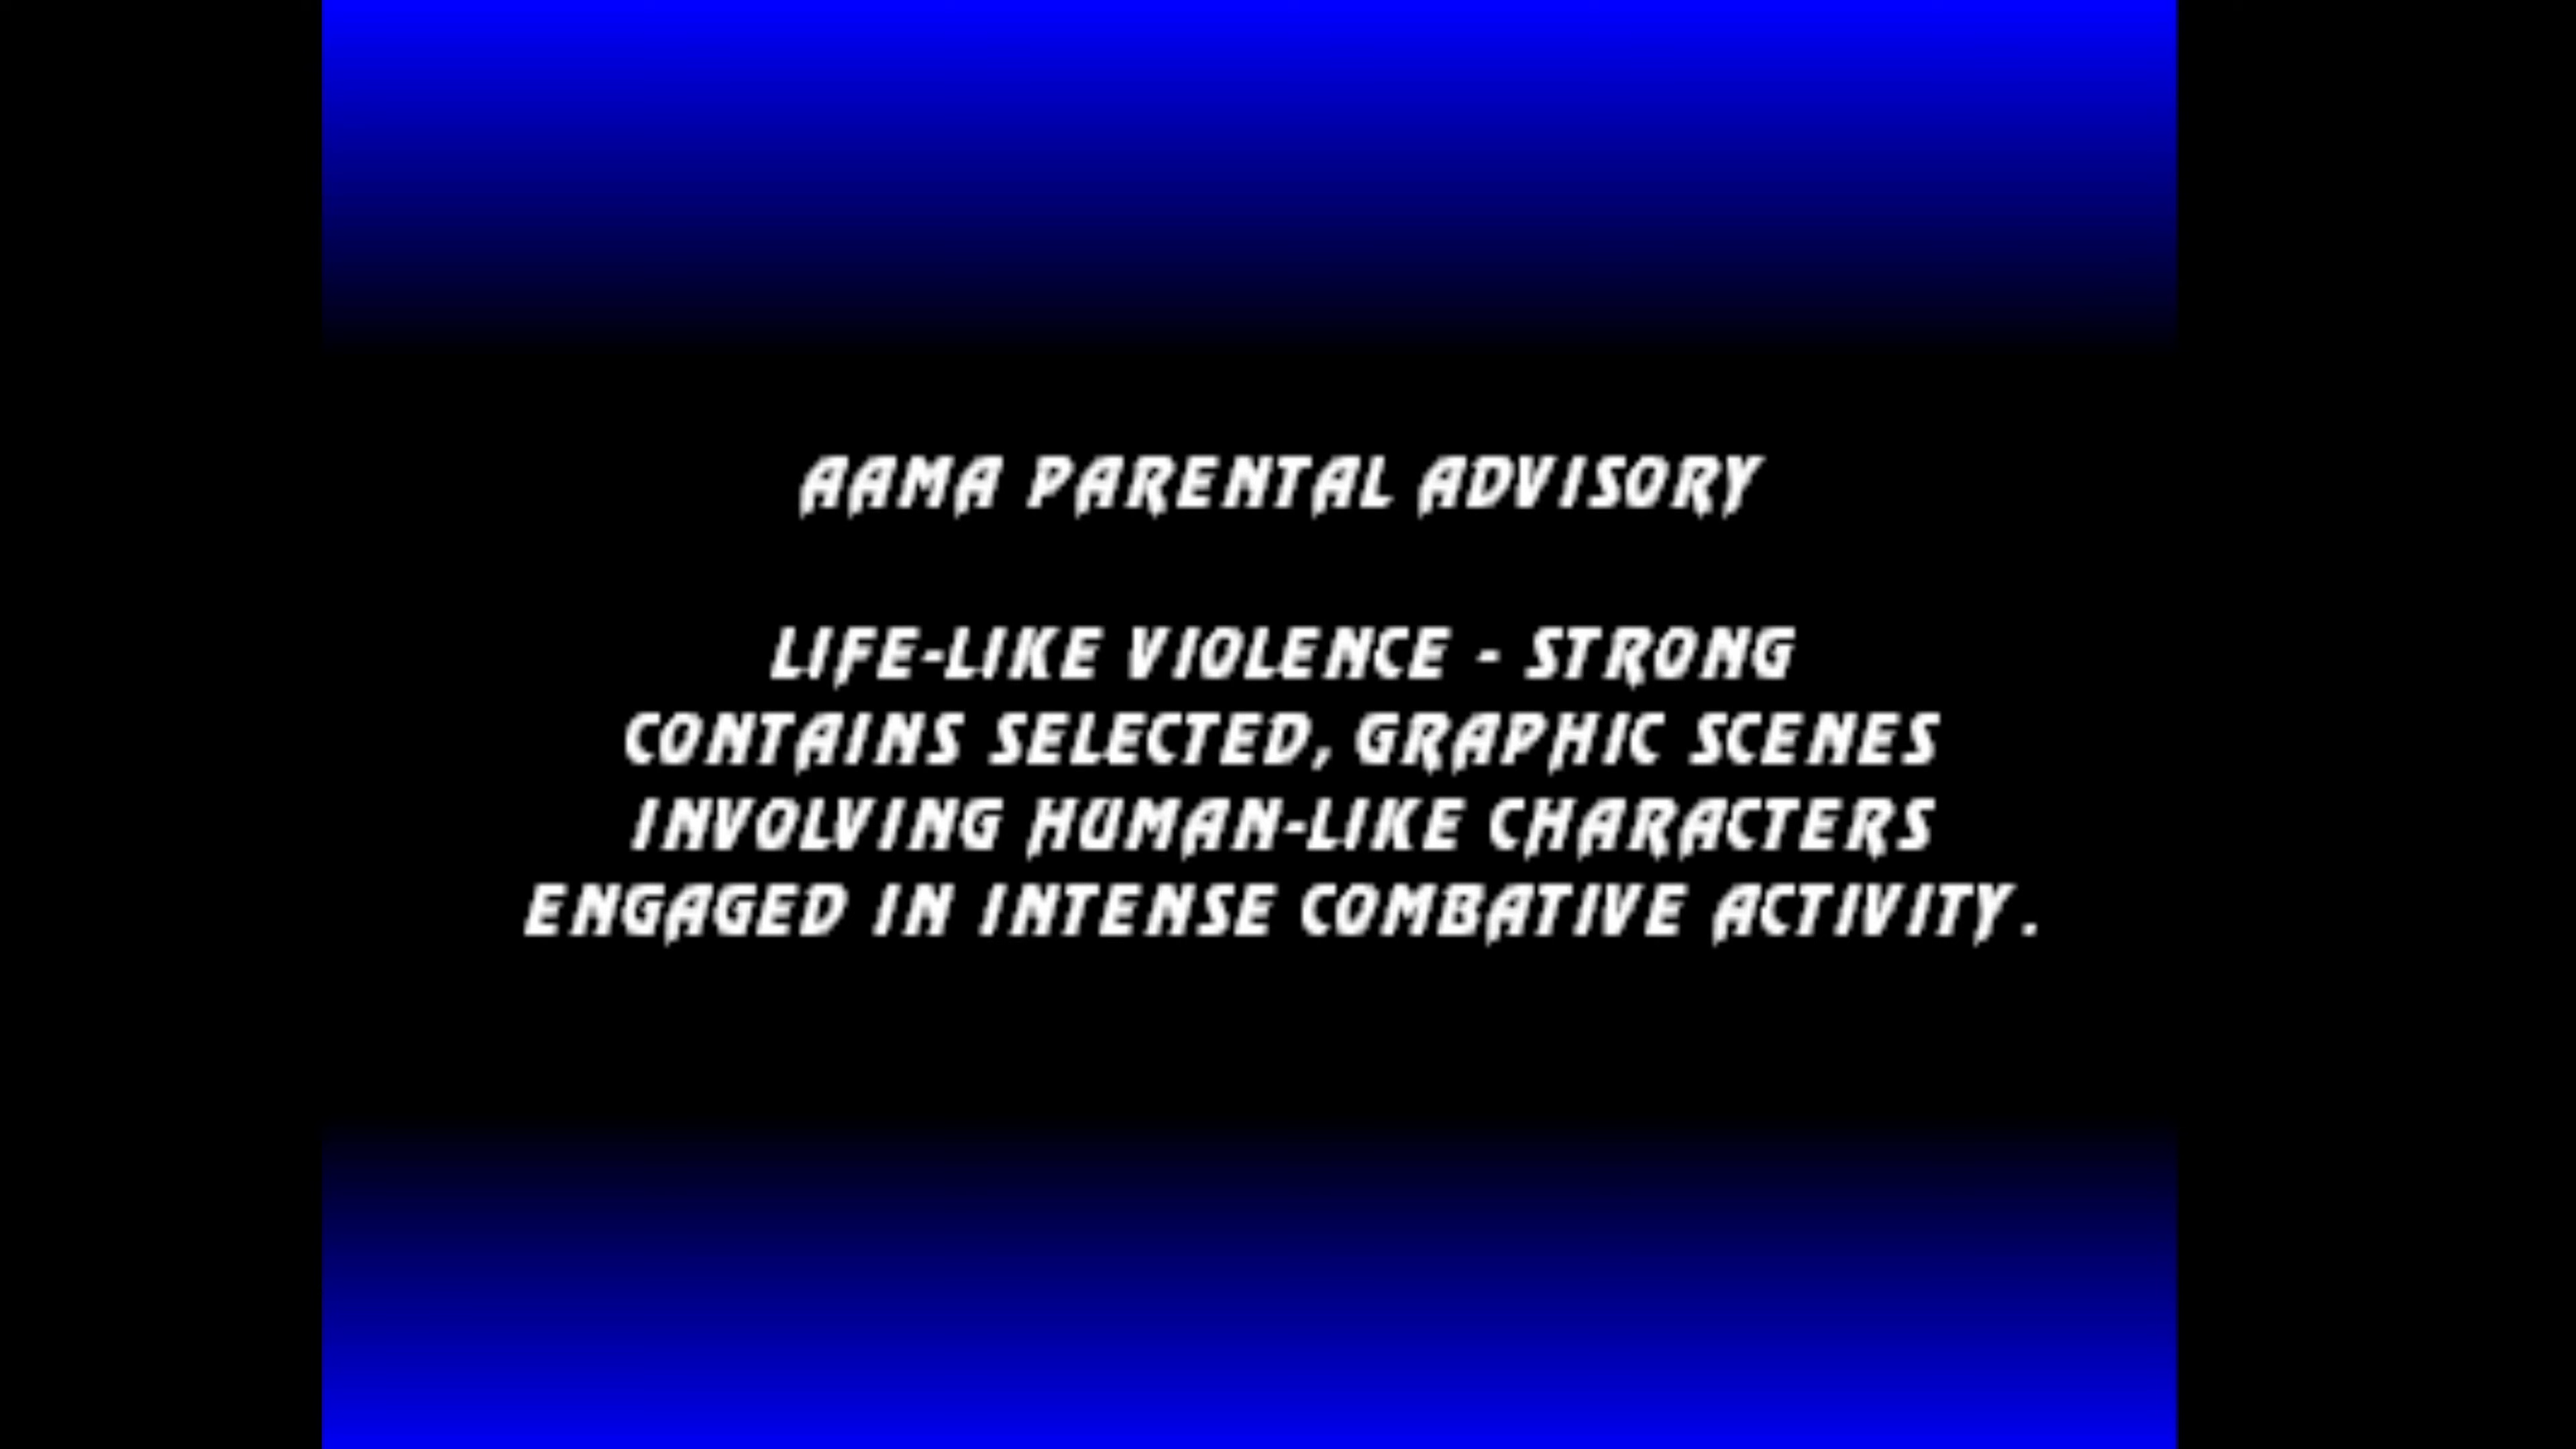 AAMA PARENTAL ADVISORY
LIFE-LIKE VIOLENCE - STRONG
CONTAINS SELECTED, GRAPHIC SCENES
INVOLVING HUMAN-LIKE CHARACTERS
ENGAGED IN INTENSE COMBATIVE ACTIVITY.